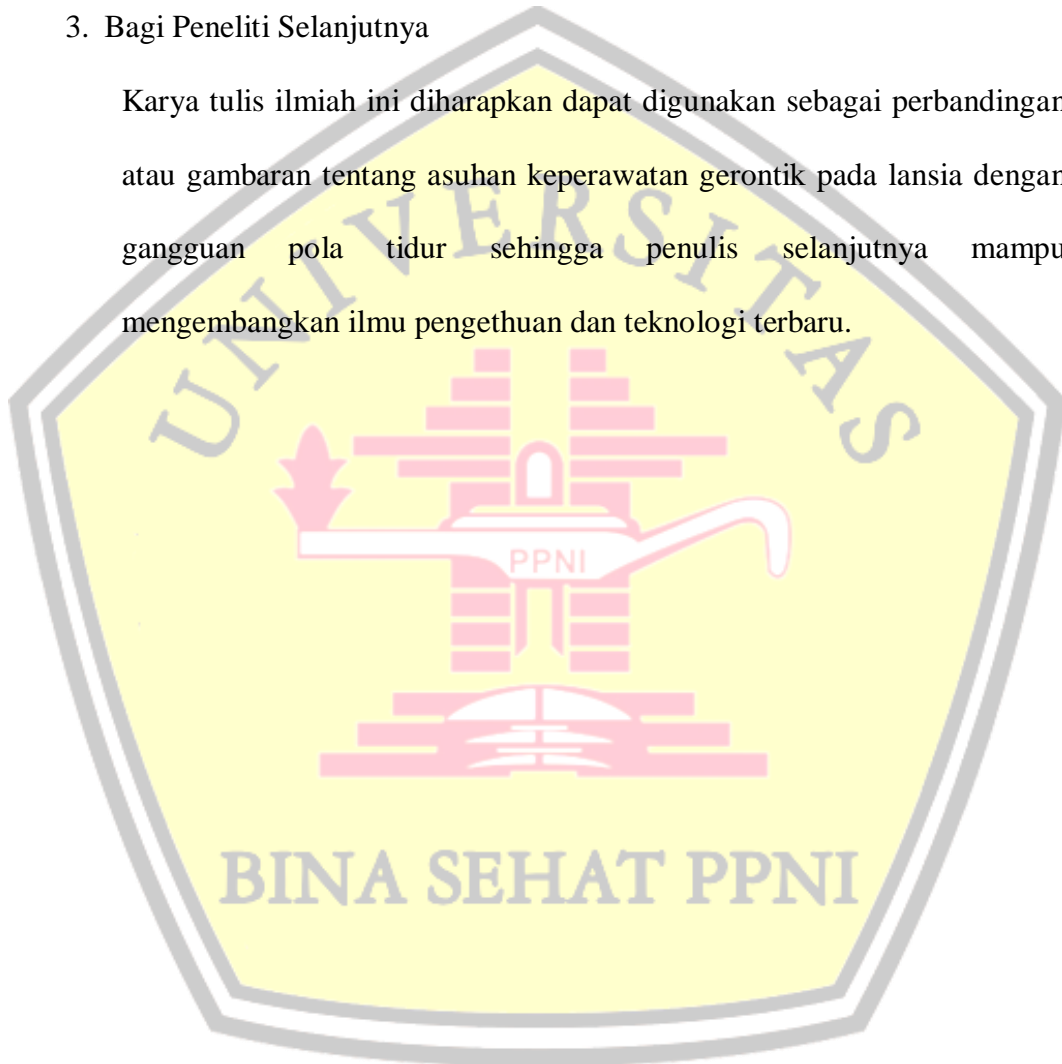 3. Bagi Peneliti Selanjutnya
Karya tulis ilmiah ini diharapkan dapat digunakan sebagai perbandingan
atau gambaran tentang asuhan keperawatan gerontik pada lansia dengan
gangguan pola tidur sehingga penulis selanjutnya mampu
mengembangkan ilmu pengethuan dan teknologi terbaru.
UNIVERSITAS
PPNI
BINA SEHAT PPNI